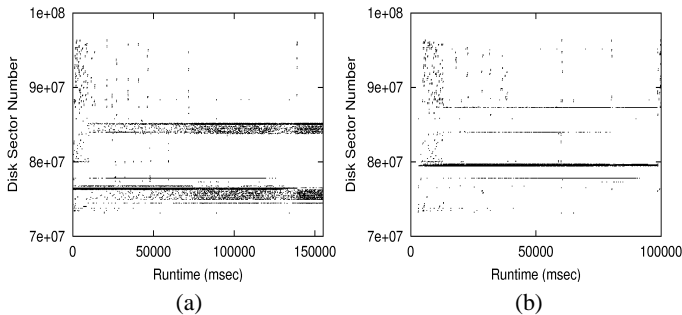 1e+08
9e+07
8e+07
7e+07
Disk Sector Number
0
50000
100000
150000
Runtime (msec)
(a)
1e+08
9e+07
8e+07
7e+07
Disk Sector Number
0
50000
100000
Runtime (msec)
(b)